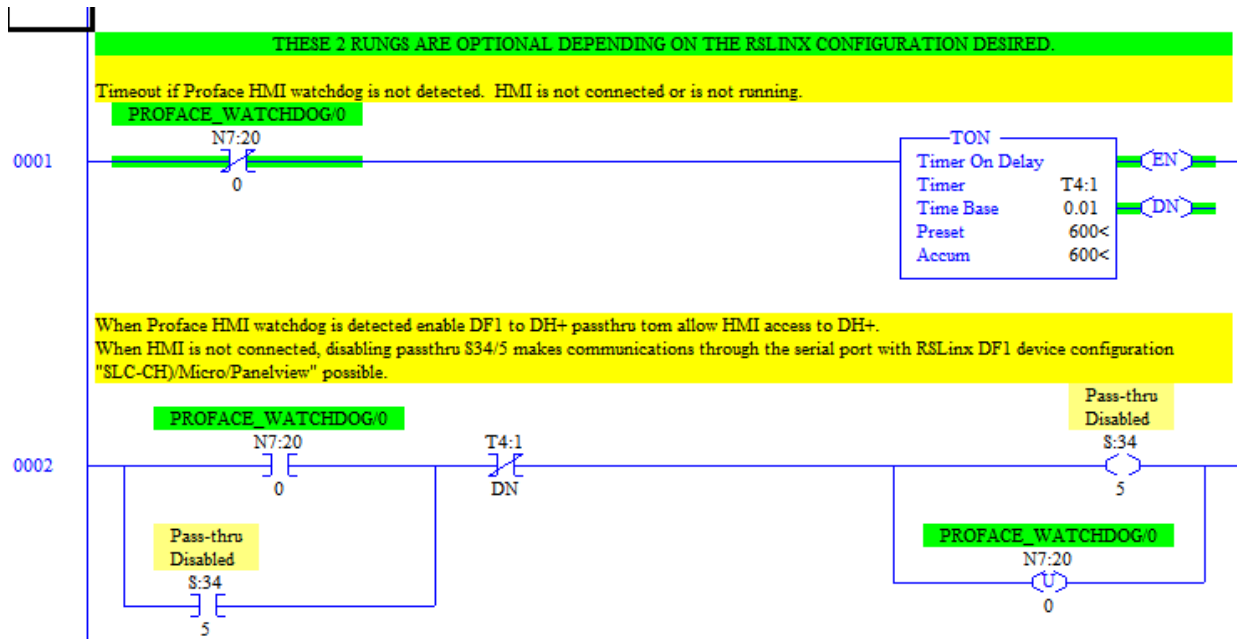 THESE 2 RUNGS ARE OPTIONAL DEPENDING ON THE RSLINX CONFIGURATION DESIRED.
Timeout if Proface HMI watchdog is not detected. HMI is not connected or is not running.
PROFACE_WATCHDOG/0
N7:20
0
0001
TON
Timer On Delay
Timer T4:1
Time Base 0.01
Preset 600<
Accum 600<
EN
DN
When Proface HMI watchdog is detected enable DF1 to DH+ passthru tom allow HMI access to DH+.
When HMI is not connected, disabling passthru S34/5 makes communications through the serial port with RSLinx DF1 device configuration
"SLC-CH)/Micro/Panelview" possible.
0002
PROFACE_WATCHDOG/0
N7:20
0
T4:1
DN
Pass-thru
Disabled
S:34
5
Pass-thru
Disabled
S:34
5
PROFACE_WATCHDOG/0
N7:20
U
0